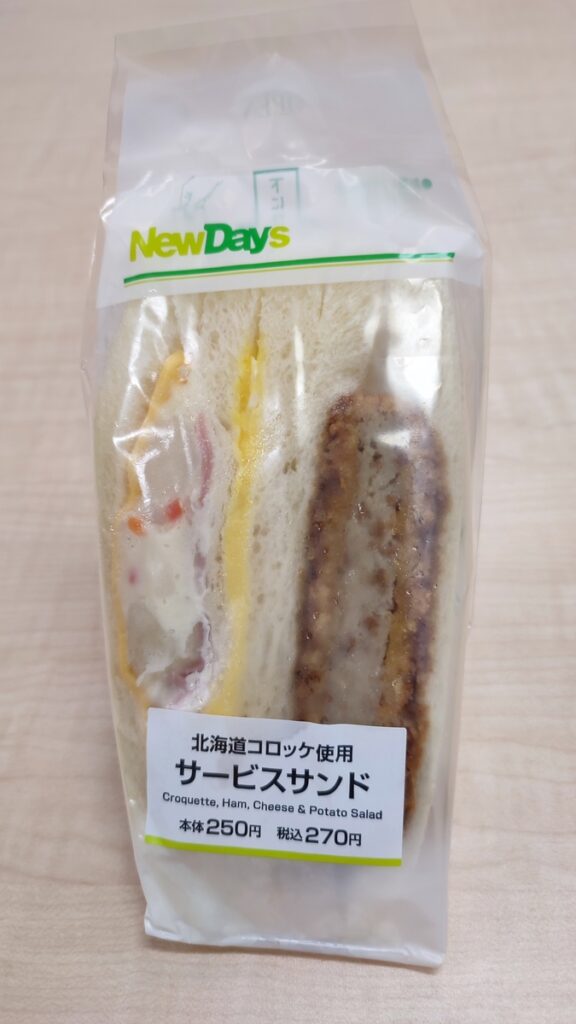 NewDays
北海道コロッケ使用
サービスサンド
Croquette, Ham, Cheese & Potato Salad
本体250円 税込270円